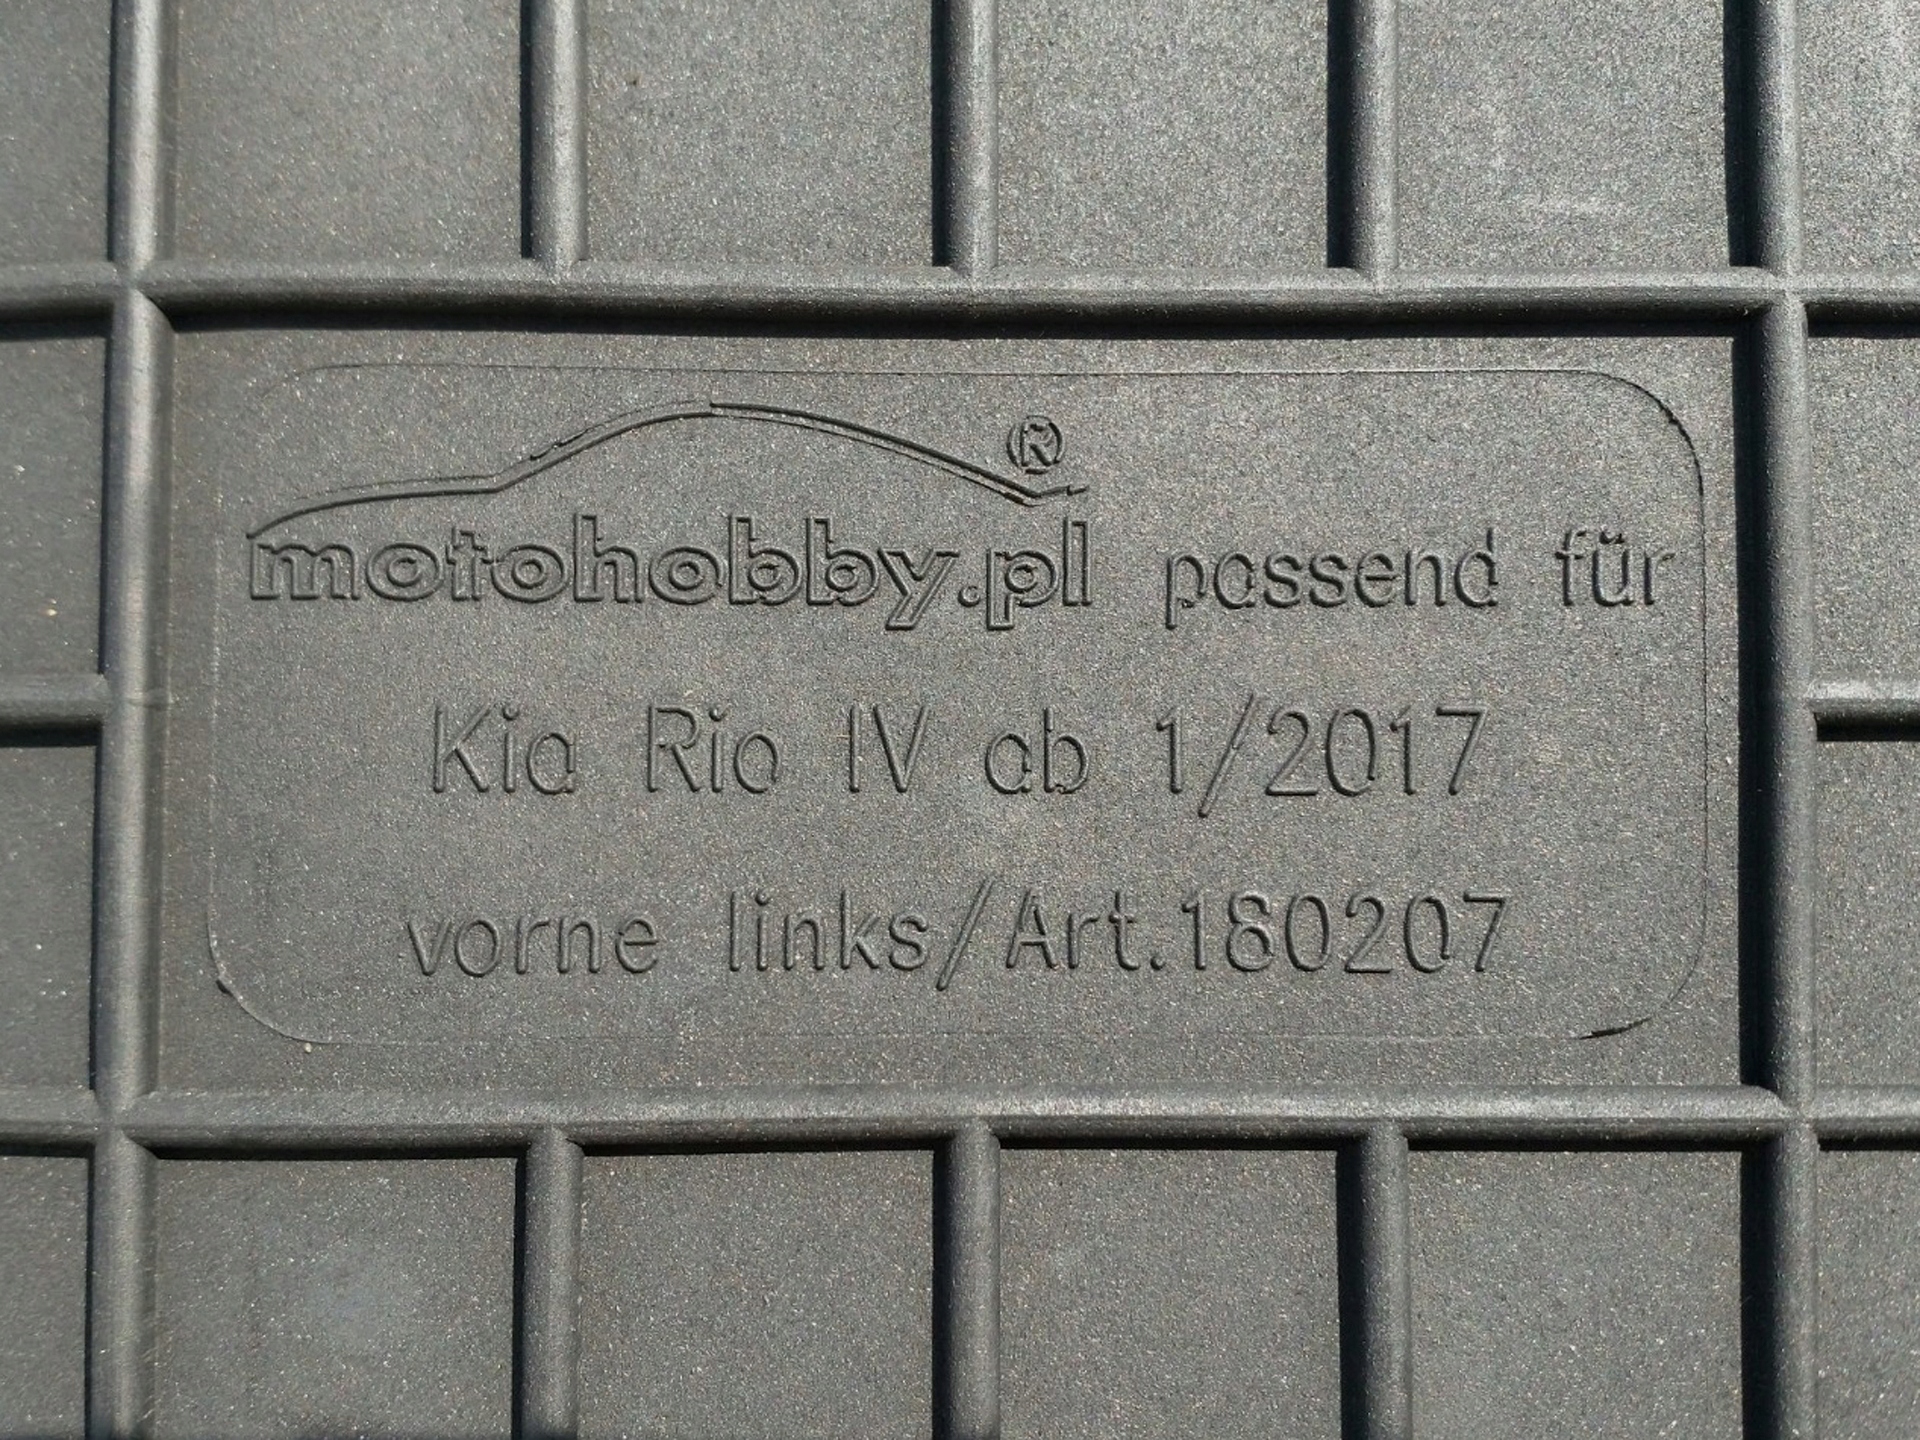 motohobby.pl® passend für
Kia Rio IV ab 1/2017
vorne links/Art.180207